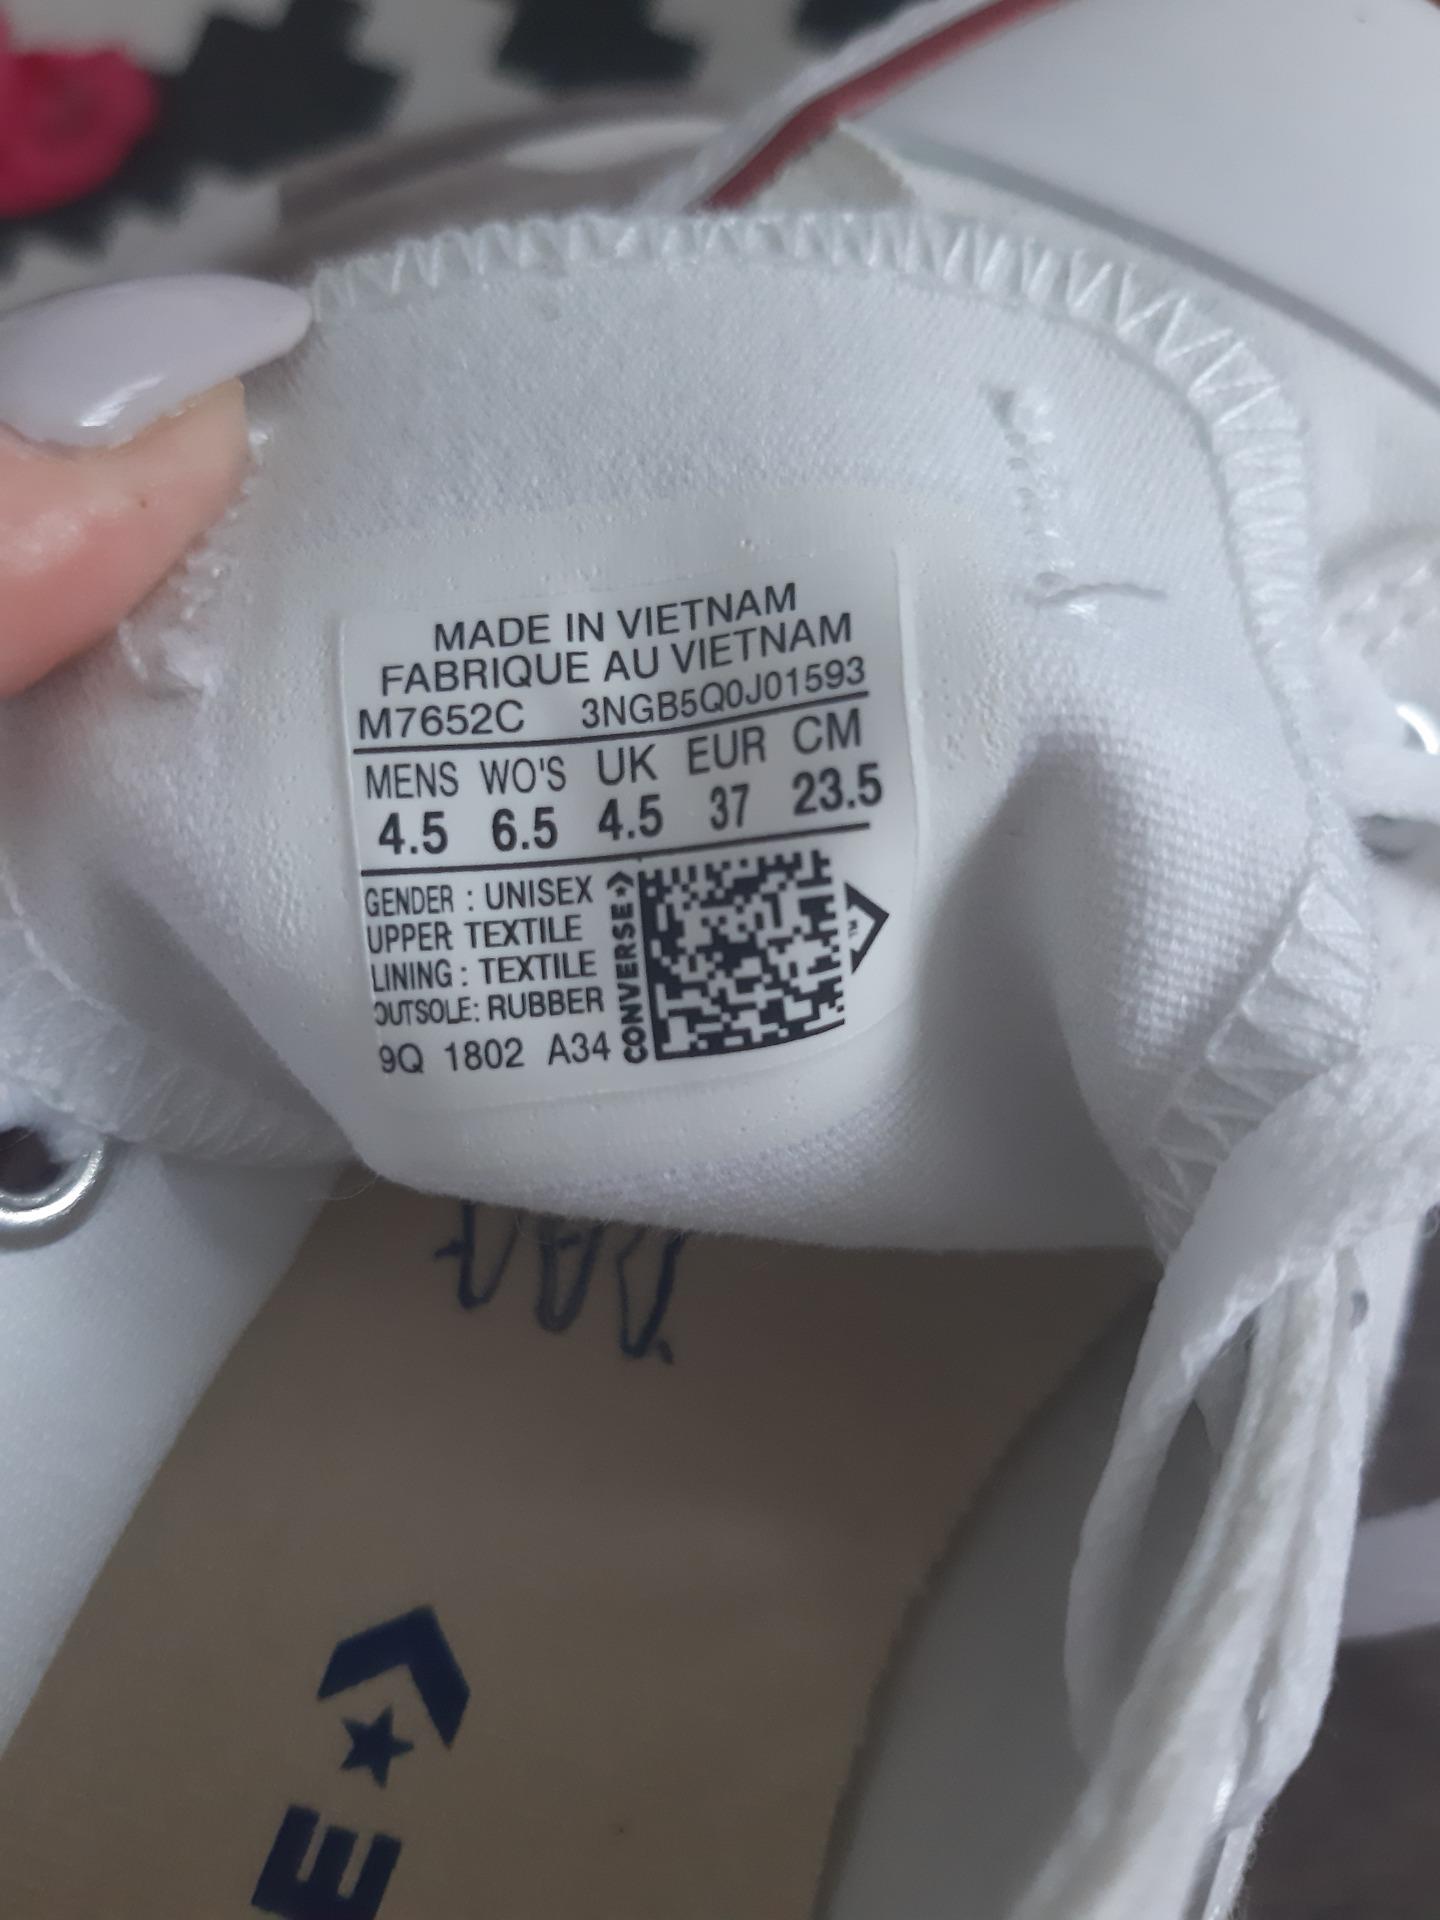 MADE IN VIETNAM
FABRIQUE AU VIETNAM
M7652C 3NGB5Q0J01593
MENS WO'S UK EUR CM
4.5 6.5 4.5 37 23.5
GENDER : UNISEX
UPPER TEXTILE
LINING : TEXTILE
OUTSOLE: RUBBER
9Q 1802 A34
CONVERSE
TM
E